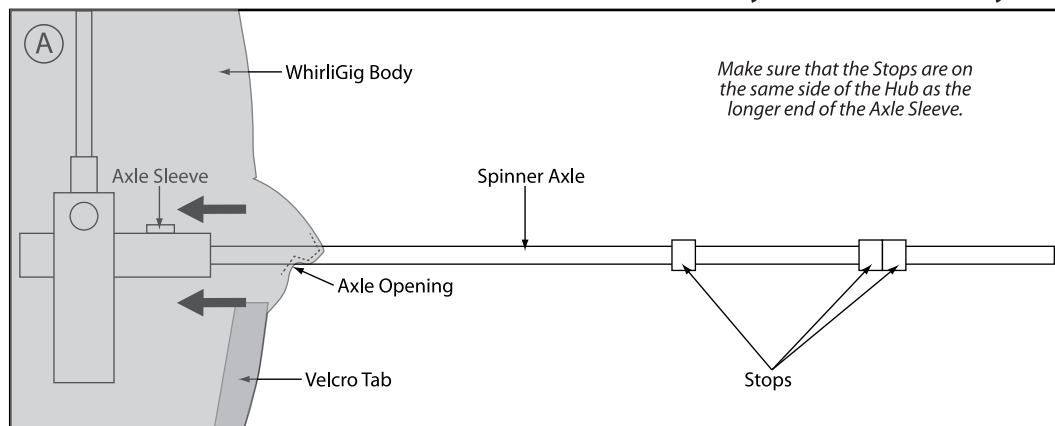 A
WhirliGig Body
Make sure that the Stops are on
the same side of the Hub as the
longer end of the Axle Sleeve.
Axle Sleeve
Spinner Axle
Axle Opening
Velcro Tab
Stops